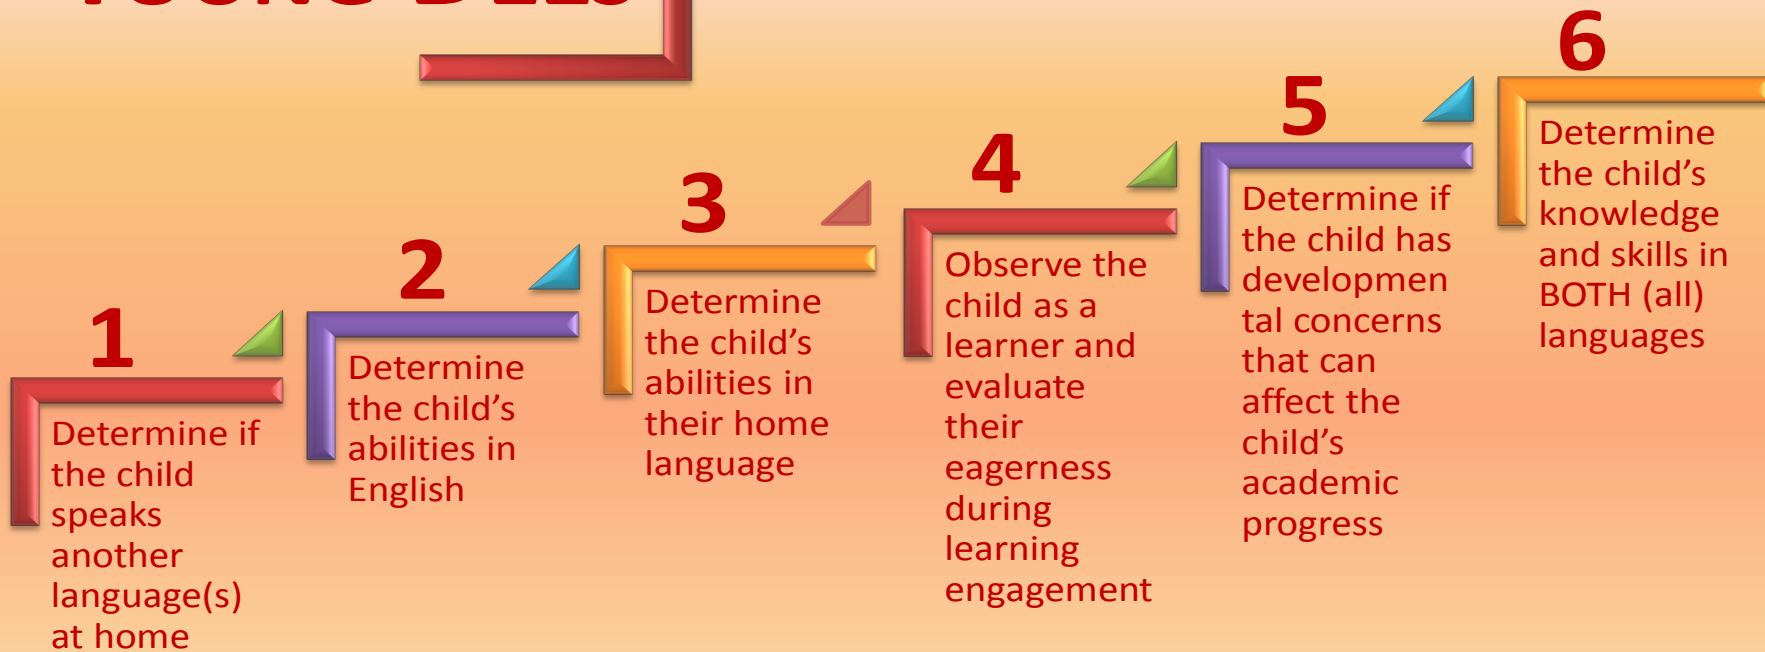 YOUNG DLLS
1
Determine if
the child
speaks
another
language(s)
at home
2
Determine
the child's
abilities in
English
3
Determine
the child's
abilities in
their home
language
4
Observe the
child as a
learner and
evaluate
their
eagerness
during
learning
engagement
5
Determine if
the child has
developmen
tal concerns
that can
affect the
child's
academic
progress
6
Determine
the child's
knowledge
and skills in
BOTH (all)
languages